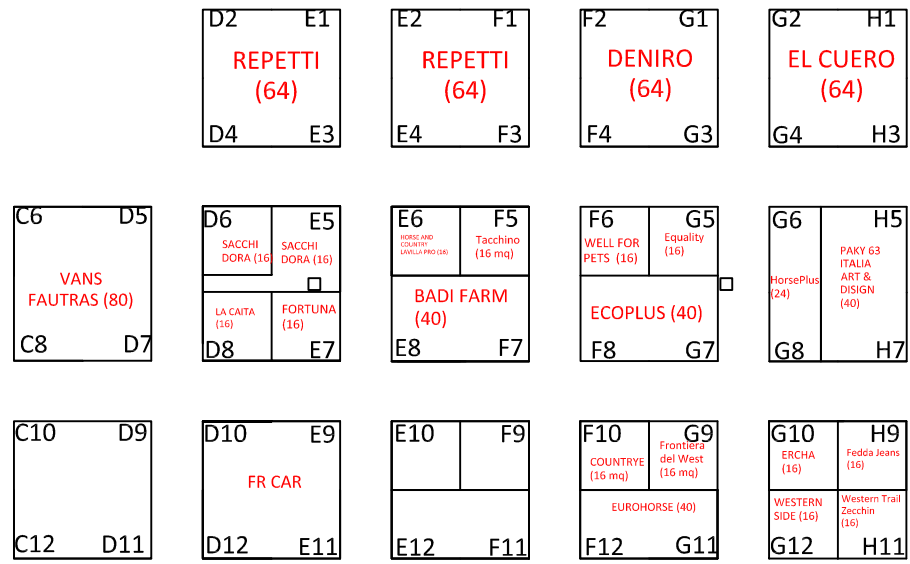 D2 E1 E2 F1 F2 G1 G2 H1
REPETTI REPETTI DENIRO EL CUERO
(64) (64) (64) (64)
D4 E3 E4 F3 F4 G3 G4 H3
C6 D5 D6 E5 E6 F5 F6 G5 G6 H5
VANS
FAUTRAS (80)
C8 D7
SACCHI
DORA (16)
SACCHI
DORA (16)
LA CAITA
(16)
FORTUNA
(16)
D8 E7
HORSE AND
COUNTRY
LAVILLA PRO (16)
Tacchino
(16 mq)
BADI FARM
(40)
E8 F7
WELL FOR
PETS (16)
Equality
(16)
ECOPLUS (40)
F8 G7
HorsePlus
(24)
PAKY 63
ITALIA
ART &
DISIGN
(40)
G8 H7
C10 D9 D10 E9 E10 F9 F10 G9 G10 H9
FR CAR
COUNTRYE
(16 mq)
Frontiera
del West
(16 mq)
EUROHORSE (40)
ERCHA
(16)
Fedda Jeans
(16)
WESTERN
SIDE (16)
Western Trail
Zecchin
(16)
C12 D11 D12 E11 E12 F11 F12 G11 G12 H11